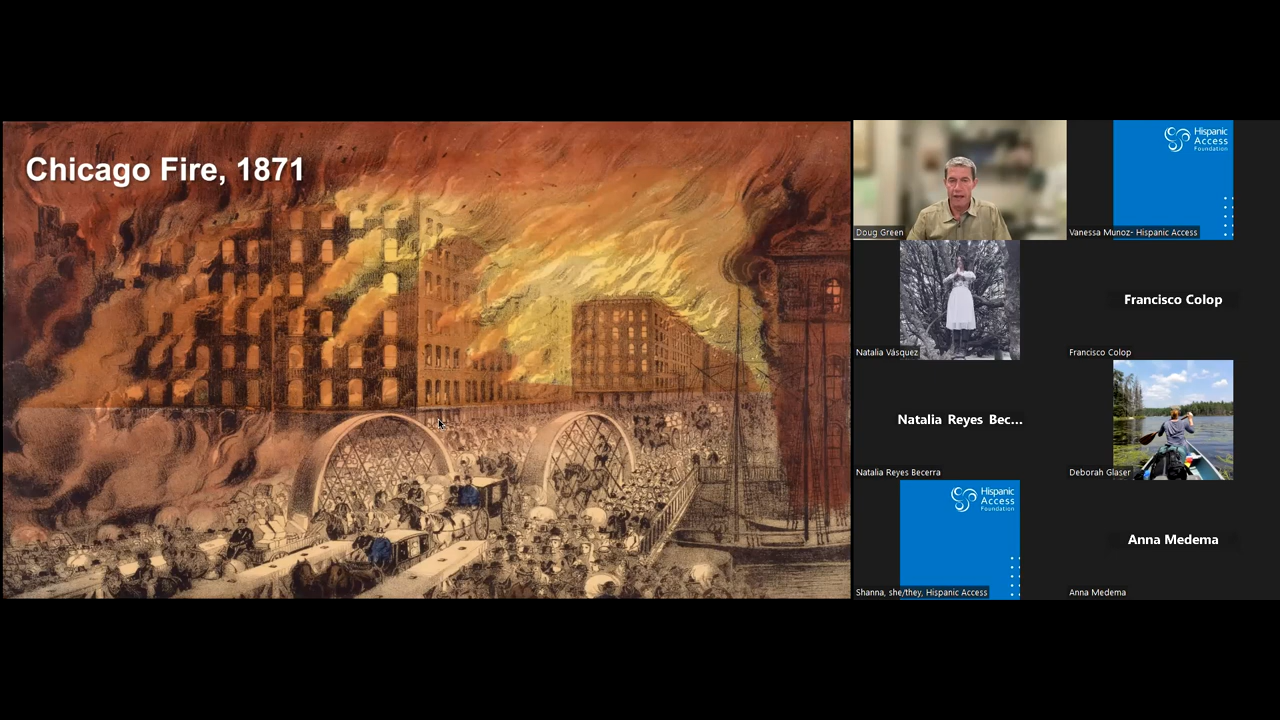 Chicago Fire, 1871
Doug Green
Hispanic
Access
Foundation
Vanessa Munoz- Hispanic Access
Natalia Vásquez
Francisco Colop
Francisco Colop
Natalia Reyes Bec...
Natalia Reyes Becerra
Deborah Glaser
Hispanic
Access
Foundation
Shanna, she/they, Hispanic Access
Anna Medema
Anna Medema